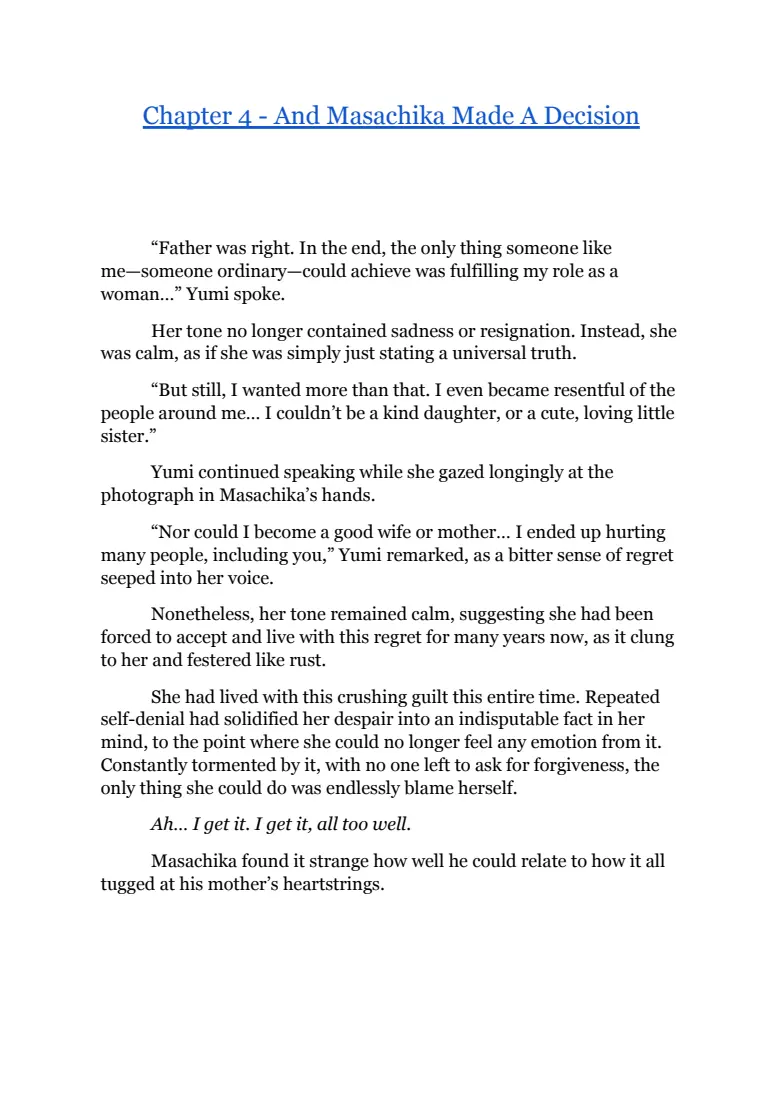 Chapter 4 - And Masachika Made A Decision
“Father was right. In the end, the only thing someone like
me—someone ordinary—could achieve was fulfilling my role as a
woman…” Yumi spoke.
Her tone no longer contained sadness or resignation. Instead, she
was calm, as if she was simply just stating a universal truth.
“But still, I wanted more than that. I even became resentful of the
people around me… I couldn’t be a kind daughter, or a cute, loving little
sister.”
Yumi continued speaking while she gazed longingly at the
photograph in Masachika’s hands.
“Nor could I become a good wife or mother… I ended up hurting
many people, including you,” Yumi remarked, as a bitter sense of regret
seeped into her voice.
Nonetheless, her tone remained calm, suggesting she had been
forced to accept and live with this regret for many years now, as it clung
to her and festered like rust.
She had lived with this crushing guilt this entire time. Repeated
self-denial had solidified her despair into an indisputable fact in her
mind, to the point where she could no longer feel any emotion from it.
Constantly tormented by it, with no one left to ask for forgiveness, the
only thing she could do was endlessly blame herself.
Ah… I get it. I get it, all too well.
Masachika found it strange how well he could relate to how it all
tugged at his mother’s heartstrings.